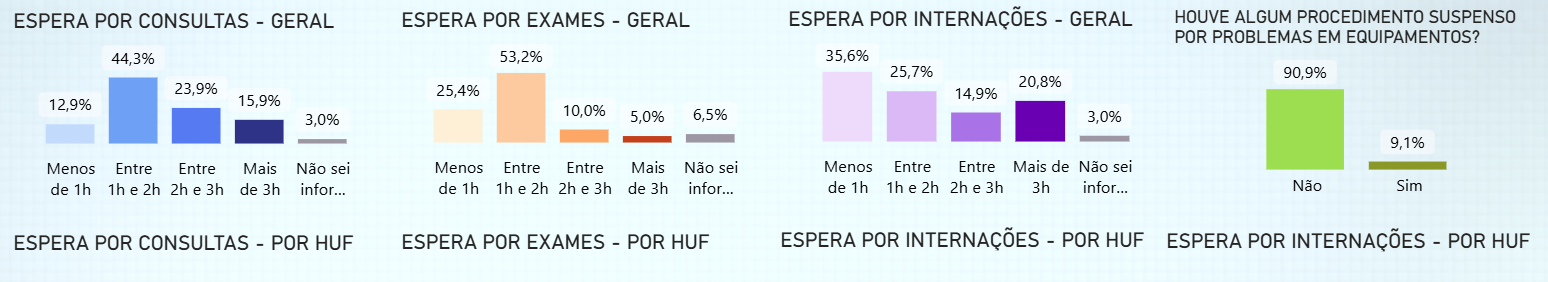 ESPERA POR CONSULTAS - GERAL
44,3%
23,9%
15,9%
12,9%
3,0%
Menos de 1h
Entre 1h e 2h
Entre 2h e 3h
Mais de 3h
Não sei infor...
ESPERA POR EXAMES - GERAL
53,2%
25,4%
10,0%
5,0%
6,5%
Menos de 1h
Entre 1h e 2h
Entre 2h e 3h
Mais de 3h
Não sei infor...
ESPERA POR INTERNAÇÕES - GERAL
35,6%
25,7%
14,9%
20,8%
3,0%
Menos de 1h
Entre 1h e 2h
Entre 2h e 3h
Mais de 3h
Não sei infor...
HOUVE ALGUM PROCEDIMENTO SUSPENSO
POR PROBLEMAS EM EQUIPAMENTOS?
90,9%
9,1%
Não
Sim
ESPERA POR CONSULTAS - POR HUF
ESPERA POR EXAMES - POR HUF
ESPERA POR INTERNAÇÕES - POR HUF
ESPERA POR INTERNAÇÕES - POR HUF